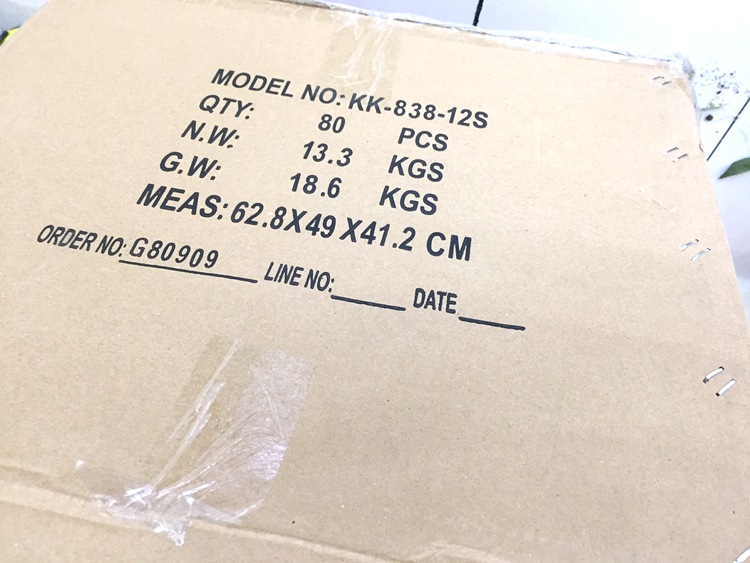 MODEL NO: KK-838-12S
QTY: 80 PCS
N.W: 13.3 KGS
G.W: 18.6 KGS
MEAS: 62.8X49 X41.2 CM
ORDER NO: G80909 LINE NO: DATE